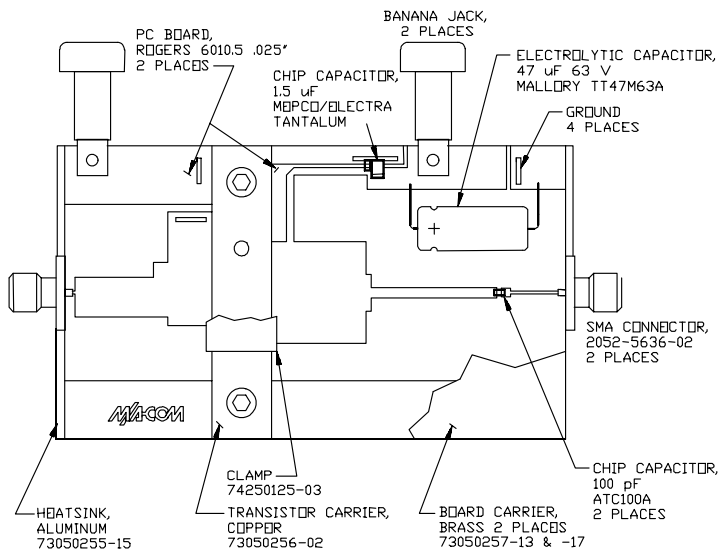 PC BOARD,
ROGERS 6010.5 .025"
2 PLACES
CHIP CAPACITOR,
1.5 uF
MEPCO/ELECTRA
TANTALUM
BANANA JACK,
2 PLACES
ELECTROLYTIC CAPACITOR,
47 uF 63 V
MALLORY TT47M63A
GROUND
4 PLACES
+
SMA CONNECTOR,
2052-5636-02
2 PLACES
M/A-COM
CLAMP
74250125-03
CHIP CAPACITOR,
100 pF
ATC100A
2 PLACES
HEATSINK,
ALUMINUM
73050255-15
TRANSISTOR CARRIER,
COPPER
73050256-02
BOARD CARRIER,
BRASS 2 PLACES
73050257-13 & -17